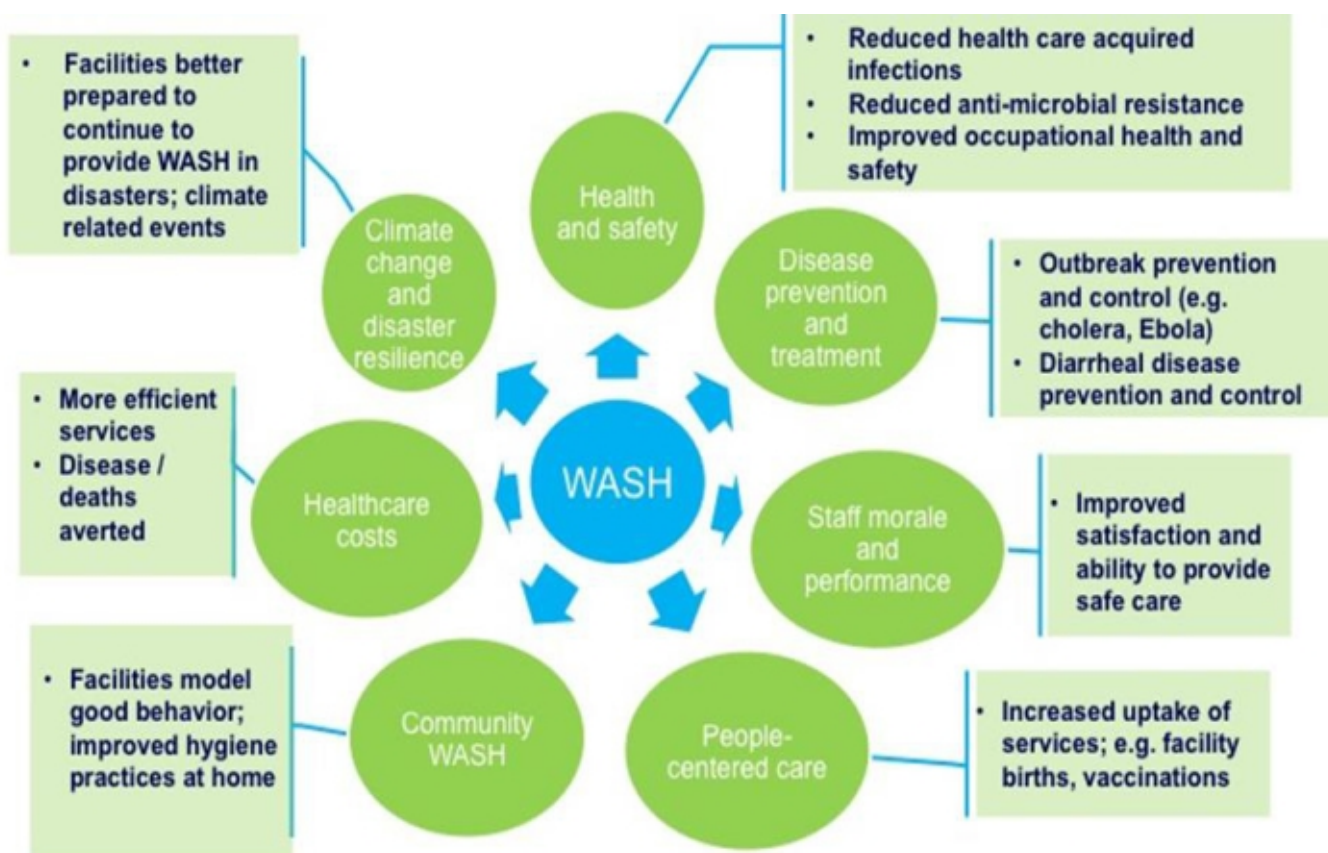 • Facilities better
prepared to
continue to
provide WASH in
disasters; climate
related events
• Reduced health care acquired
infections
• Reduced anti-microbial resistance
• Improved occupational health and
safety
Health
and safety
Climate
change
and
disaster
resilience
Disease
prevention
and
treatment
• Outbreak prevention
and control (e.g.
cholera, Ebola)
• Diarrheal disease
prevention and control
• More efficient
services
• Disease /
deaths
averted
Healthcare
costs
WASH
Staff morale
and
performance
• Improved
satisfaction and
ability to provide
safe care
• Facilities model
good behavior;
improved hygiene
practices at home
Community
WASH
People-
centered care
• Increased uptake of
services; e.g. facility
births, vaccinations